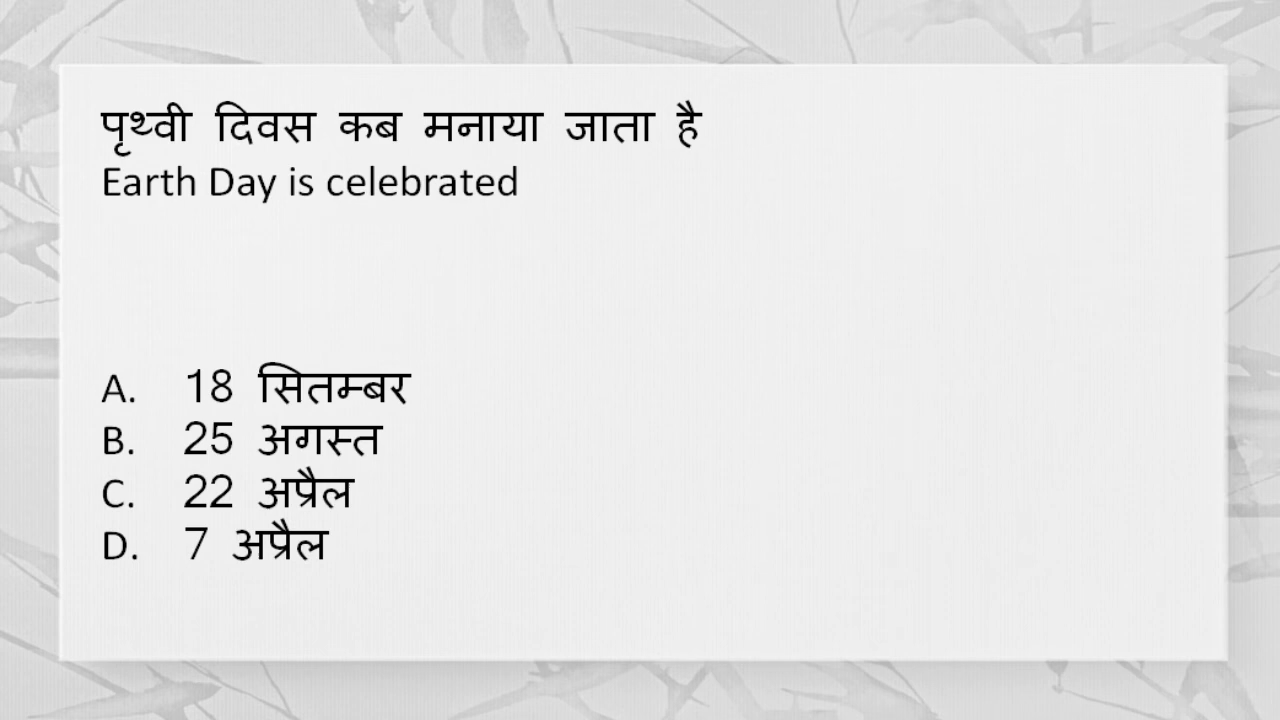 पृथ्वी दिवस कब मनाया जाता है
Earth Day is celebrated
A. 18 सितम्बर
B. 25 अगस्त
C. 22 अप्रैल
D. 7 अप्रैल